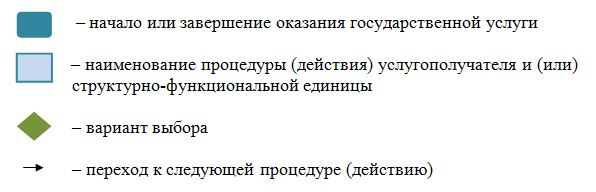 – начало или завершение оказания государственной услуги
– наименование процедуры (действия) услугополучателя и (или)
структурно-функциональной единицы
– вариант выбора
– переход к следующей процедуре (действию)